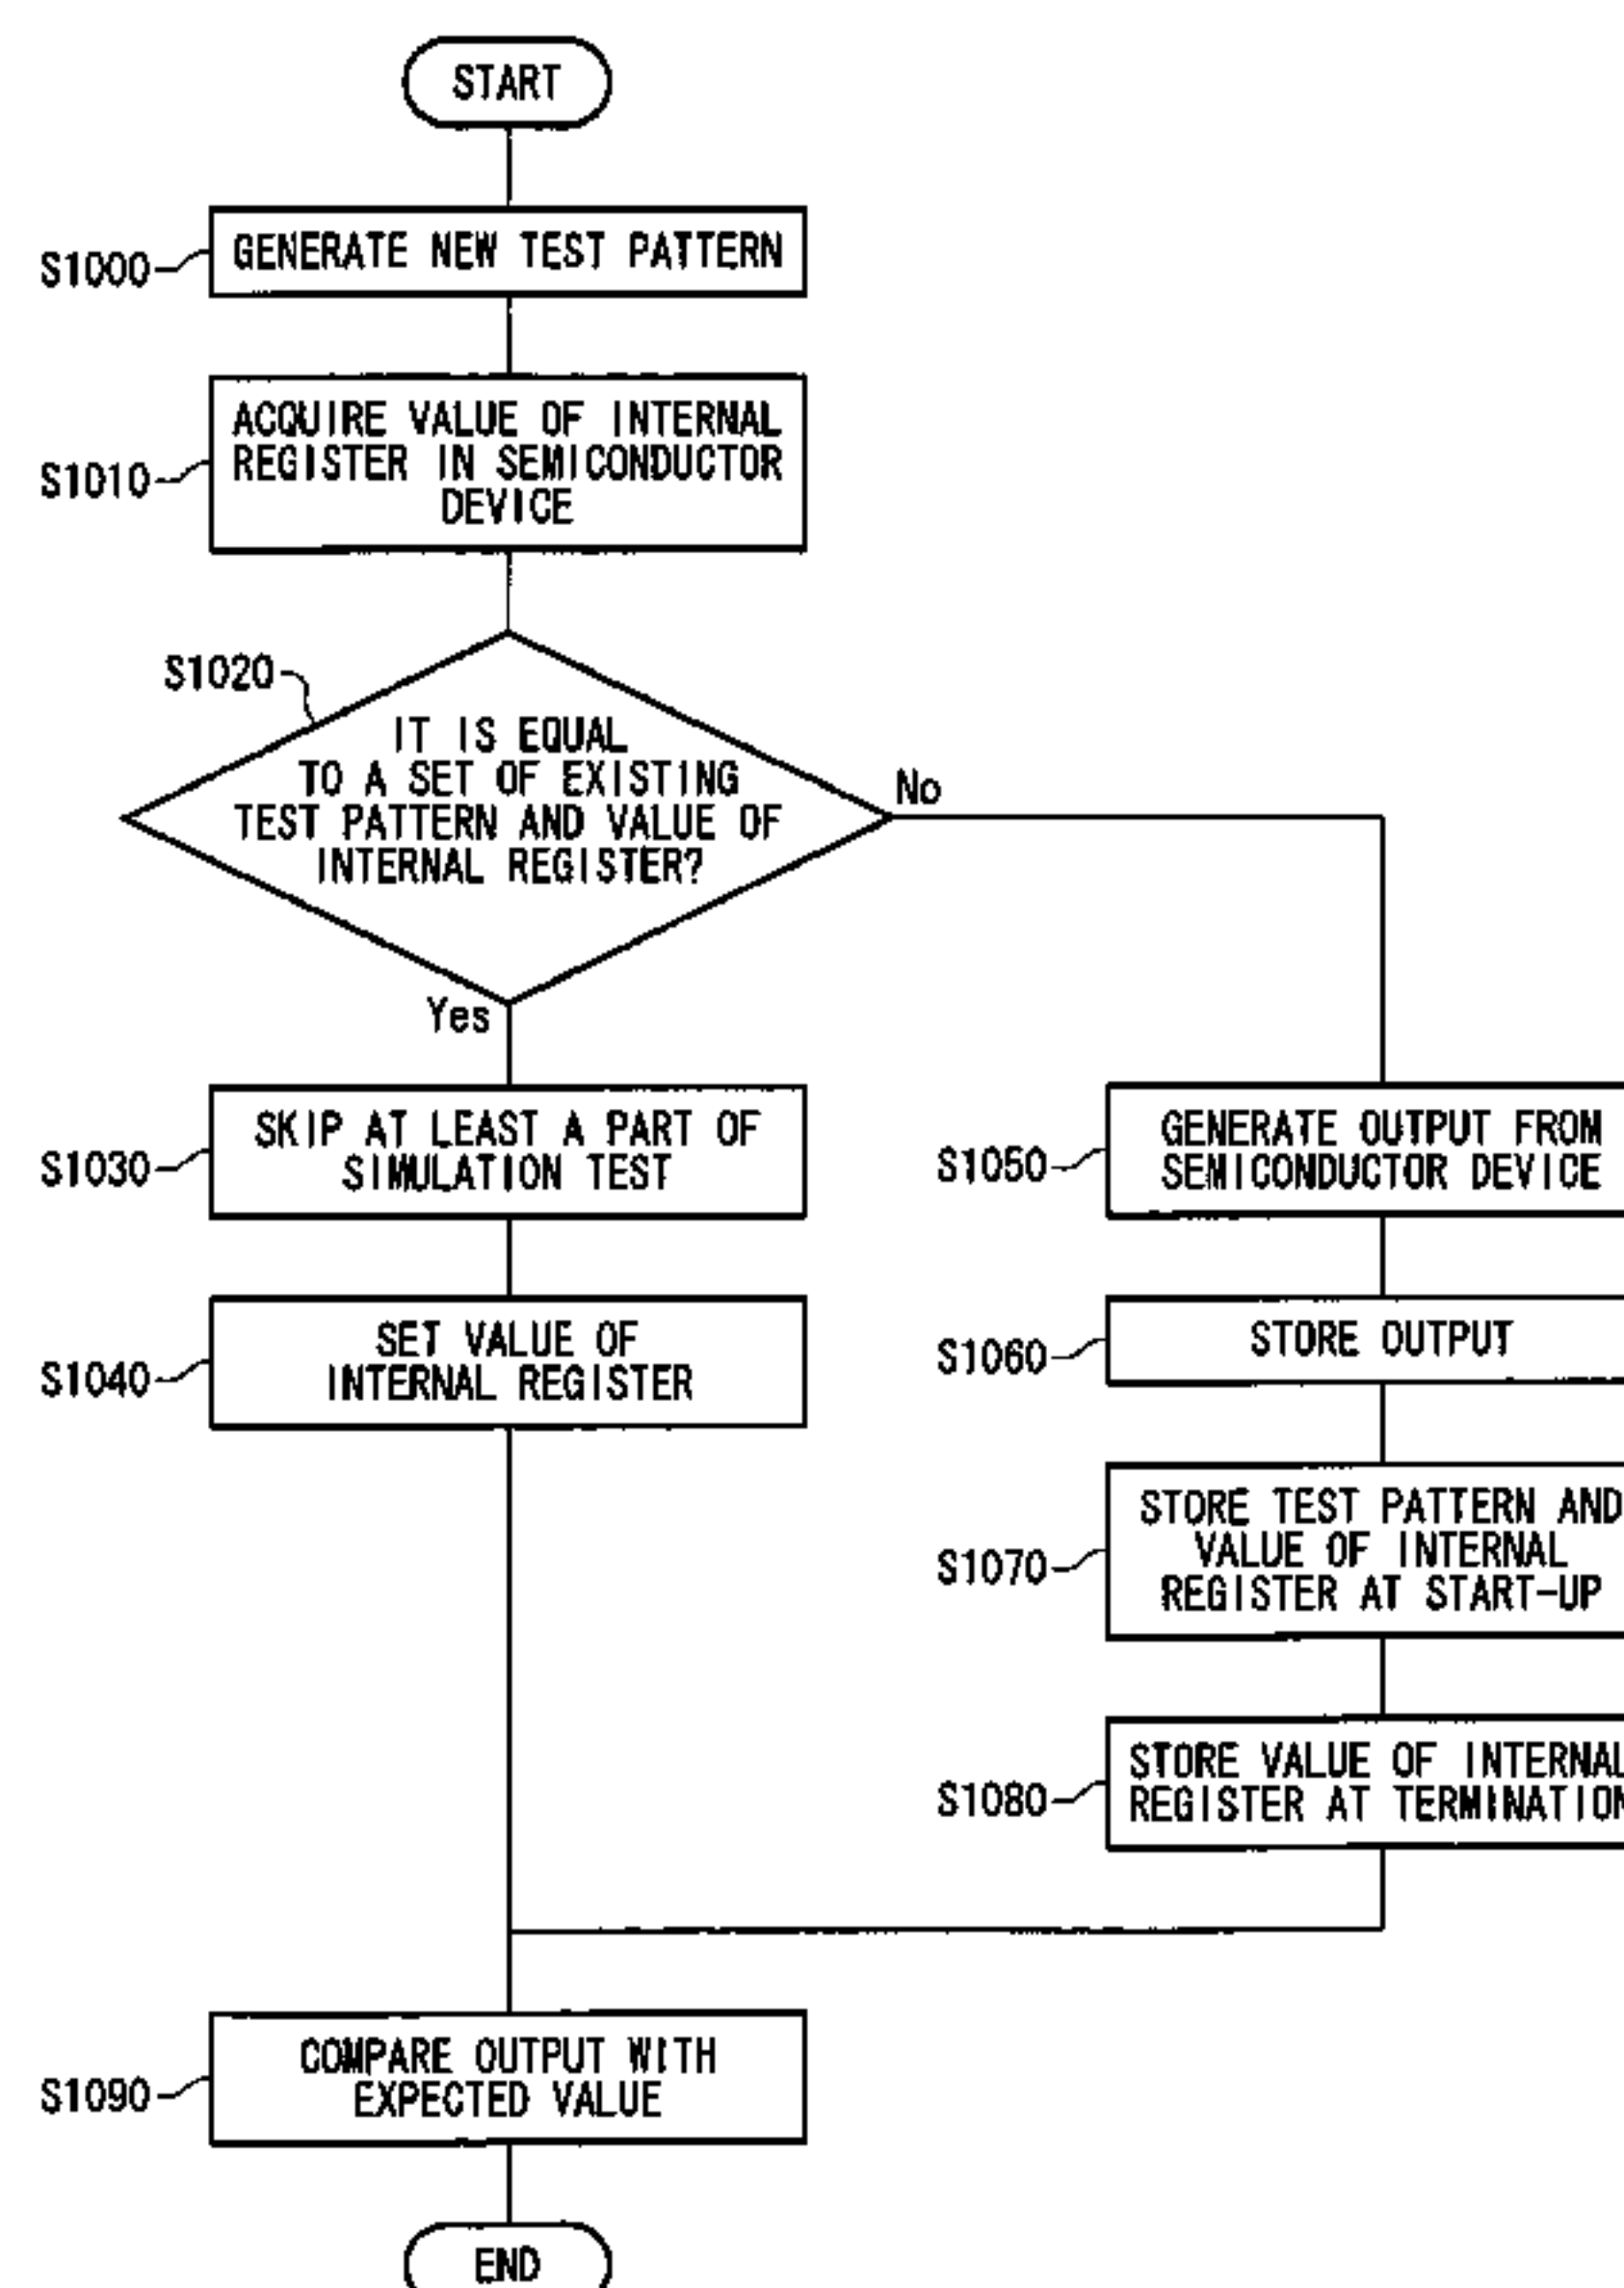 START
S1000
GENERATE NEW TEST PATTERN
S1010
ACQUIRE VALUE OF INTERNAL
REGISTER IN SEMICONDUCTOR
DEVICE
S1020
IT IS EQUAL
TO A SET OF EXISTING
TEST PATTERN AND VALUE OF
INTERNAL REGISTER?
No
Yes
S1030
SKIP AT LEAST A PART OF
SIMULATION TEST
S1040
SET VALUE OF
INTERNAL REGISTER
S1050
GENERATE OUTPUT FROM
SEMICONDUCTOR DEVICE
S1060
STORE OUTPUT
S1070
STORE TEST PATTERN AND
VALUE OF INTERNAL
REGISTER AT START-UP
S1080
STORE VALUE OF INTERNAL
REGISTER AT TERMINATION
S1090
COMPARE OUTPUT WITH
EXPECTED VALUE
END